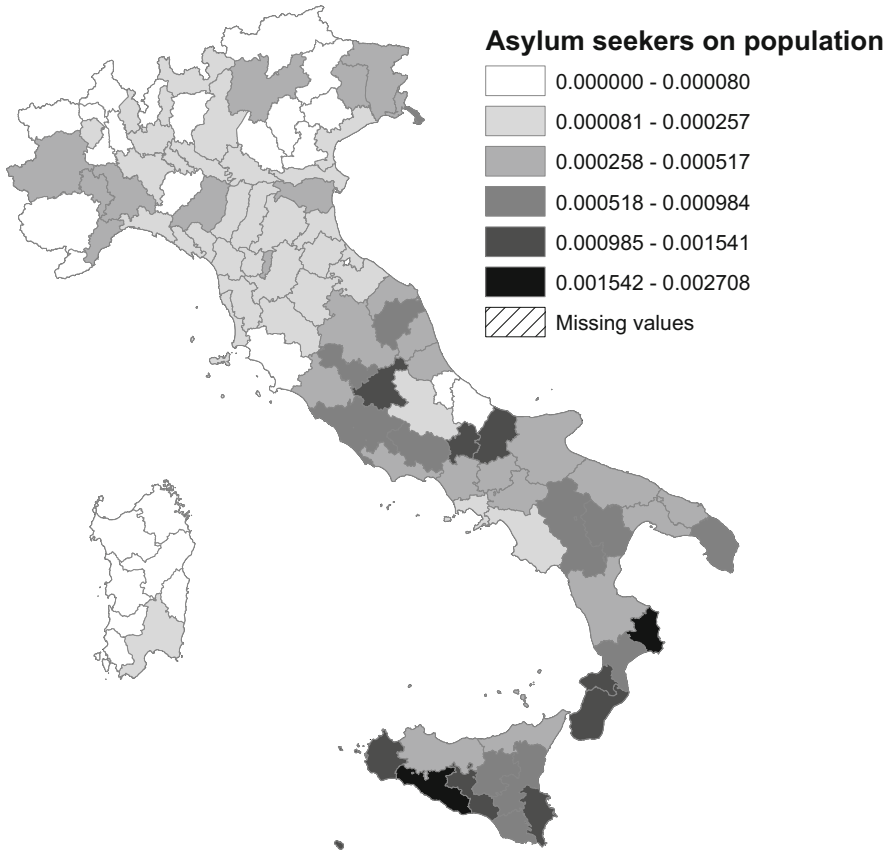 Asylum seekers on population
0.000000 - 0.000080
0.000081 - 0.000257
0.000258 - 0.000517
0.000518 - 0.000984
0.000985 - 0.001541
0.001542 - 0.002708
Missing values